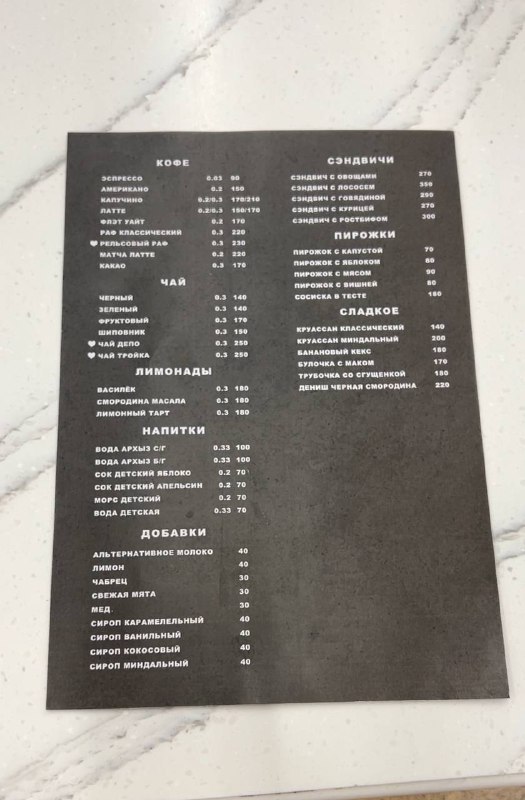 КОФЕ
ЭСПРЕССО 0.03 90
АМЕРИКАНО 0.2 150
КАПУЧИНО 0.2/0.3 170/210
ЛАТТЕ 0.2/0.3 150/170
ФЛЭТ УАЙТ 0.2 170
РАФ КЛАССИЧЕСКИЙ 0.3 220
РЕЛЬСОВЫЙ РАФ 0.3 230
МАТЧА ЛАТТЕ 0.2 220
КАКАО 0.3 170
ЧАЙ
ЧЕРНЫЙ 0.3 140
ЗЕЛЕНЫЙ 0.3 140
ФРУКТОВЫЙ 0.3 170
ШИПОВНИК 0.3 150
ЧАЙ ДЕПО 0.3 250
ЧАЙ ТРОЙКА 0.3 250
ЛИМОНАДЫ
ВАСИЛЁК 0.3 180
СМОРОДИНА МАСАЛА 0.3 180
ЛИМОННЫЙ ТАРТ 0.3 180
НАПИТКИ
ВОДА АРХЫЗ С/Г 0.33 100
ВОДА АРХЫЗ Б/Г 0.33 100
СОК ДЕТСКИЙ ЯБЛОКО 0.2 70
СОК ДЕТСКИЙ АПЕЛЬСИН 0.2 70
МОРС ДЕТСКИЙ 0.2 70
ВОДА ДЕТСКАЯ 0.33 70
ДОБАВКИ
АЛЬТЕРНАТИВНОЕ МОЛОКО 40
ЛИМОН 40
ЧАБРЕЦ 30
СВЕЖАЯ МЯТА 30
МЕД. 30
СИРОП КАРАМЕЛЕЛЬНЫЙ 40
СИРОП ВАНИЛЬНЫЙ 40
СИРОП КОКОСОВЫЙ 40
СИРОП МИНДАЛЬНЫЙ 40
СЭНДВИЧИ
СЭНДВИЧ С ОВОЩАМИ 270
СЭНДВИЧ С ЛОСОСЕМ 350
СЭНДВИЧ С ГОВЯДИНОЙ 290
СЭНДВИЧ С КУРИЦЕЙ 270
СЭНДВИЧ С РОСТБИФОМ 300
ПИРОЖКИ
ПИРОЖОК С КАПУСТОЙ 70
ПИРОЖОК С ЯБЛОКОМ 80
ПИРОЖОК С МЯСОМ 90
ПИРОЖОК С ВИШНЕЙ 80
СОСИСКА В ТЕСТЕ 180
СЛАДКОЕ
КРУАССАН КЛАССИЧЕСКИЙ 140
КРУАССАН МИНДАЛЬНЫЙ 200
БАНАНОВЫЙ КЕКС 180
БУЛОЧКА С МАКОМ 170
ТРУБОЧКА СО СГУЩЕНКОЙ 180
ДЕНИШ ЧЕРНАЯ СМОРОДИНА 220